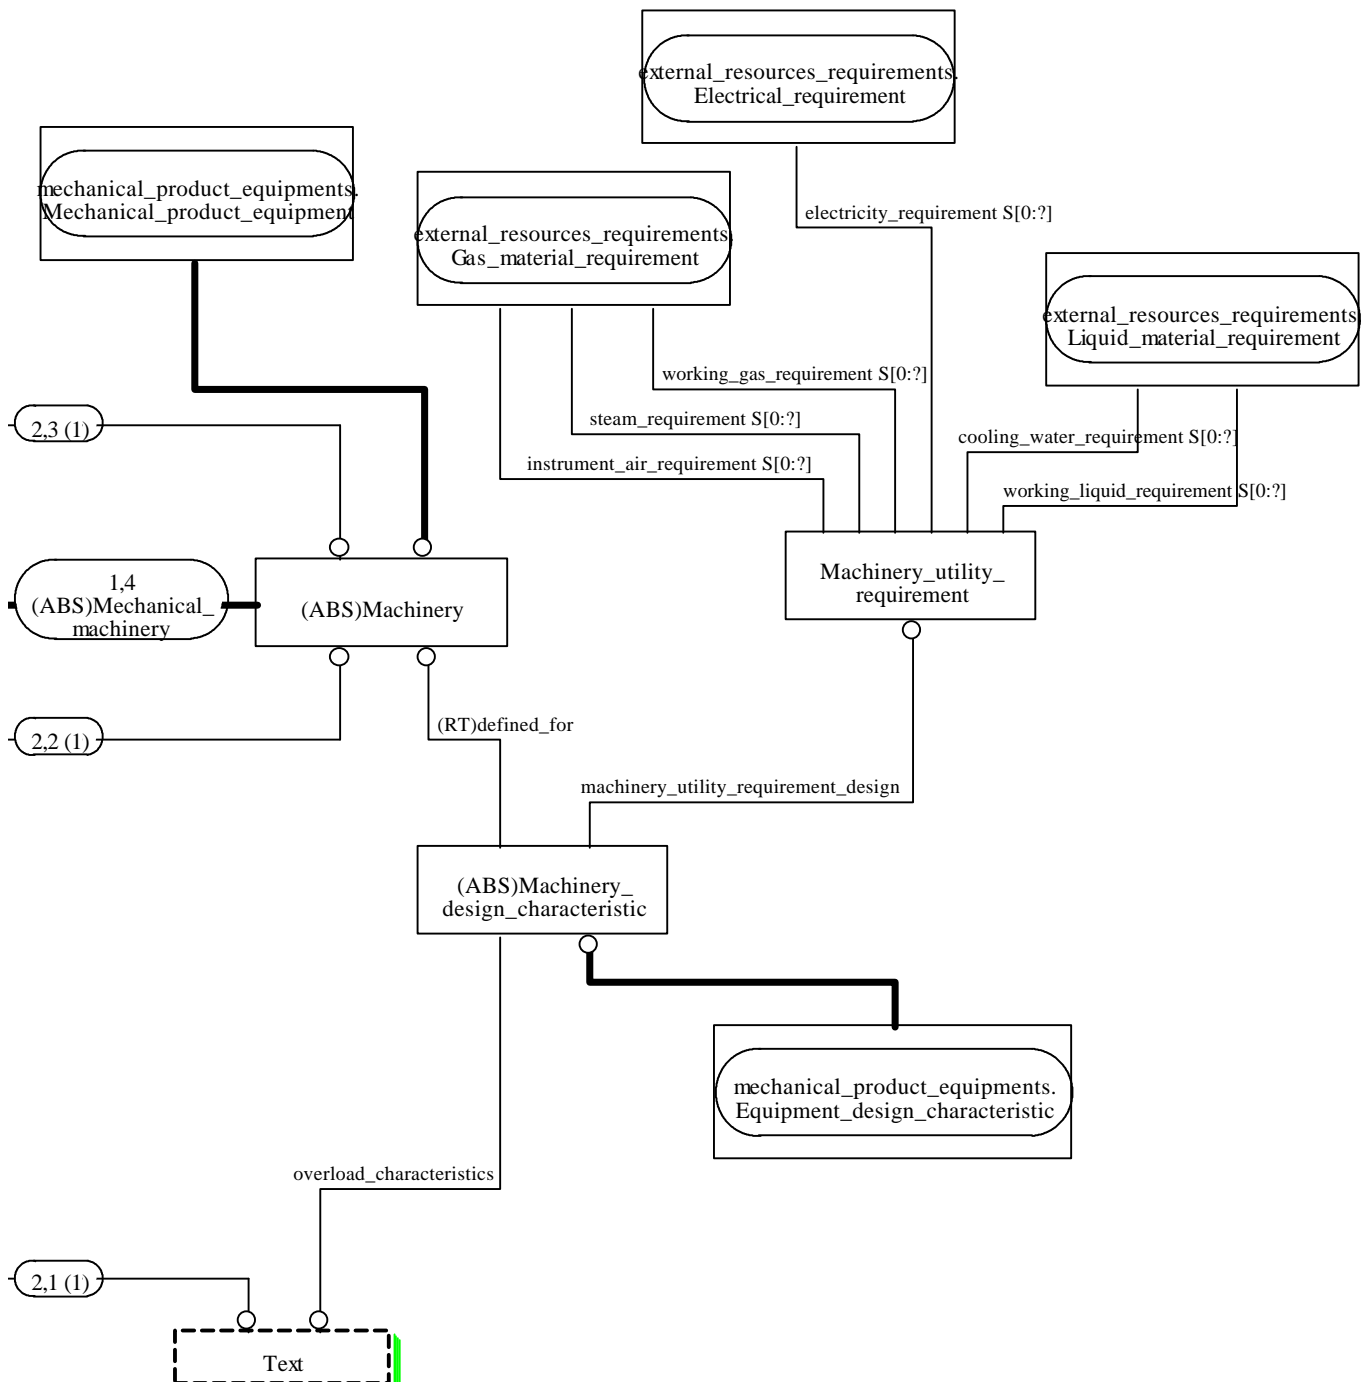 external_resources_requirements.
Electrical_requirement
mechanical_product_equipments.
Mechanical_product_equipment
external_resources_requirements.
Gas_material_requirement
electricity_requirement S[0:?]
external_resources_requirements.
Liquid_material_requirement
working_gas_requirement S[0:?]
steam_requirement S[0:?]
2,3 (1)
cooling_water_requirement S[0:?]
instrument_air_requirement S[0:?]
working_liquid_requirement S[0:?]
1,4
(ABS)Mechanical_
machinery
(ABS)Machinery
Machinery_utility_
requirement
2,2 (1)
(RT)defined_for
machinery_utility_requirement_design
(ABS)Machinery_
design_characteristic
mechanical_product_equipments.
Equipment_design_characteristic
overload_characteristics
2,1 (1)
Text